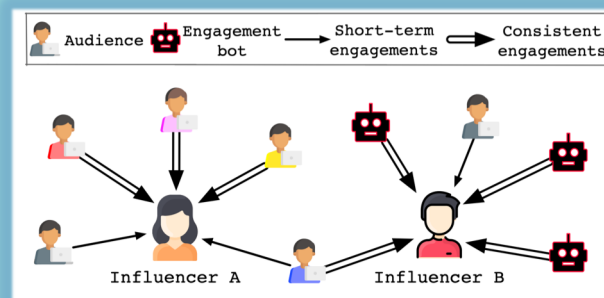 Audience
Engagement
bot
Short-term
engagements
Consistent
engagements
Influencer A
Influencer B